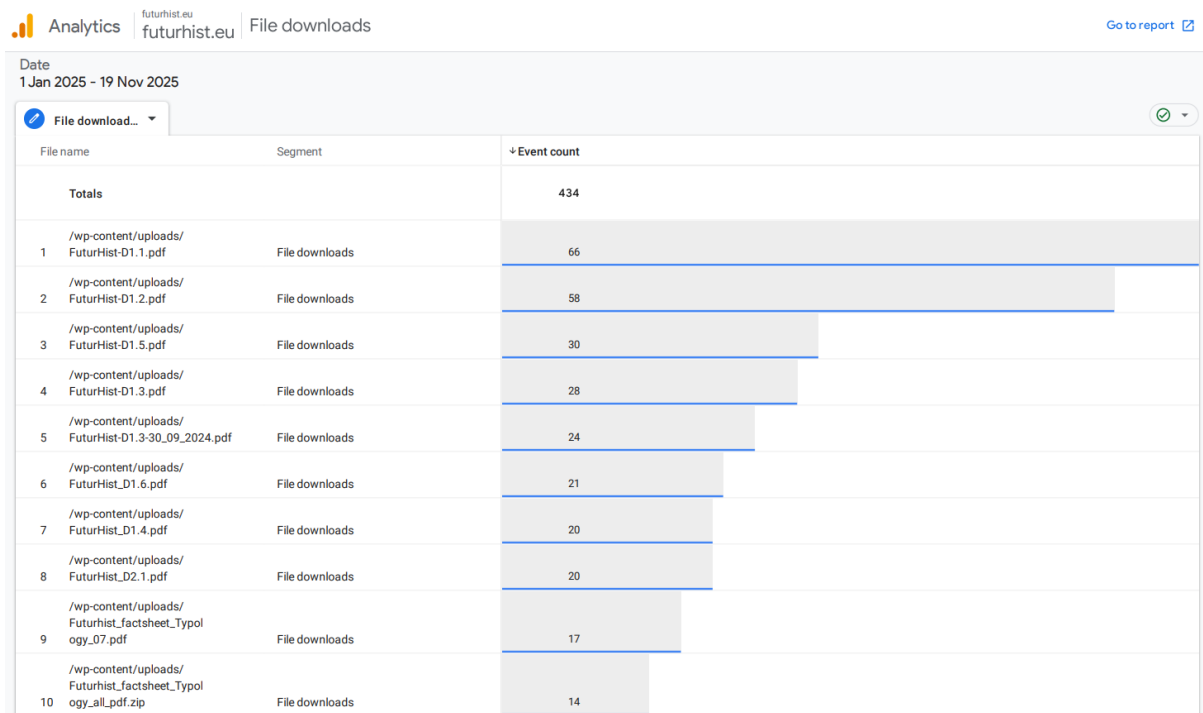 Analytics
futurhist.eu
futurhist.eu
File downloads
Go to report
Date
1 Jan 2025 - 19 Nov 2025
File download...
File name Segment Event count
Totals 434
/wp-content/uploads/
1 FuturHist-D1.1.pdf File downloads 66
/wp-content/uploads/
2 FuturHist-D1.2.pdf File downloads 58
/wp-content/uploads/
3 FuturHist-D1.5.pdf File downloads 30
/wp-content/uploads/
4 FuturHist-D1.3.pdf File downloads 28
/wp-content/uploads/
5 FuturHist-D1.3-30_09_2024.pdf File downloads 24
/wp-content/uploads/
6 FuturHist_D1.6.pdf File downloads 21
/wp-content/uploads/
7 FuturHist_D1.4.pdf File downloads 20
/wp-content/uploads/
8 FuturHist_D2.1.pdf File downloads 20
/wp-content/uploads/
Futurhist_factsheet_Typol
9 ogy_07.pdf File downloads 17
/wp-content/uploads/
Futurhist_factsheet_Typol
10 ogy_all_pdf.zip File downloads 14